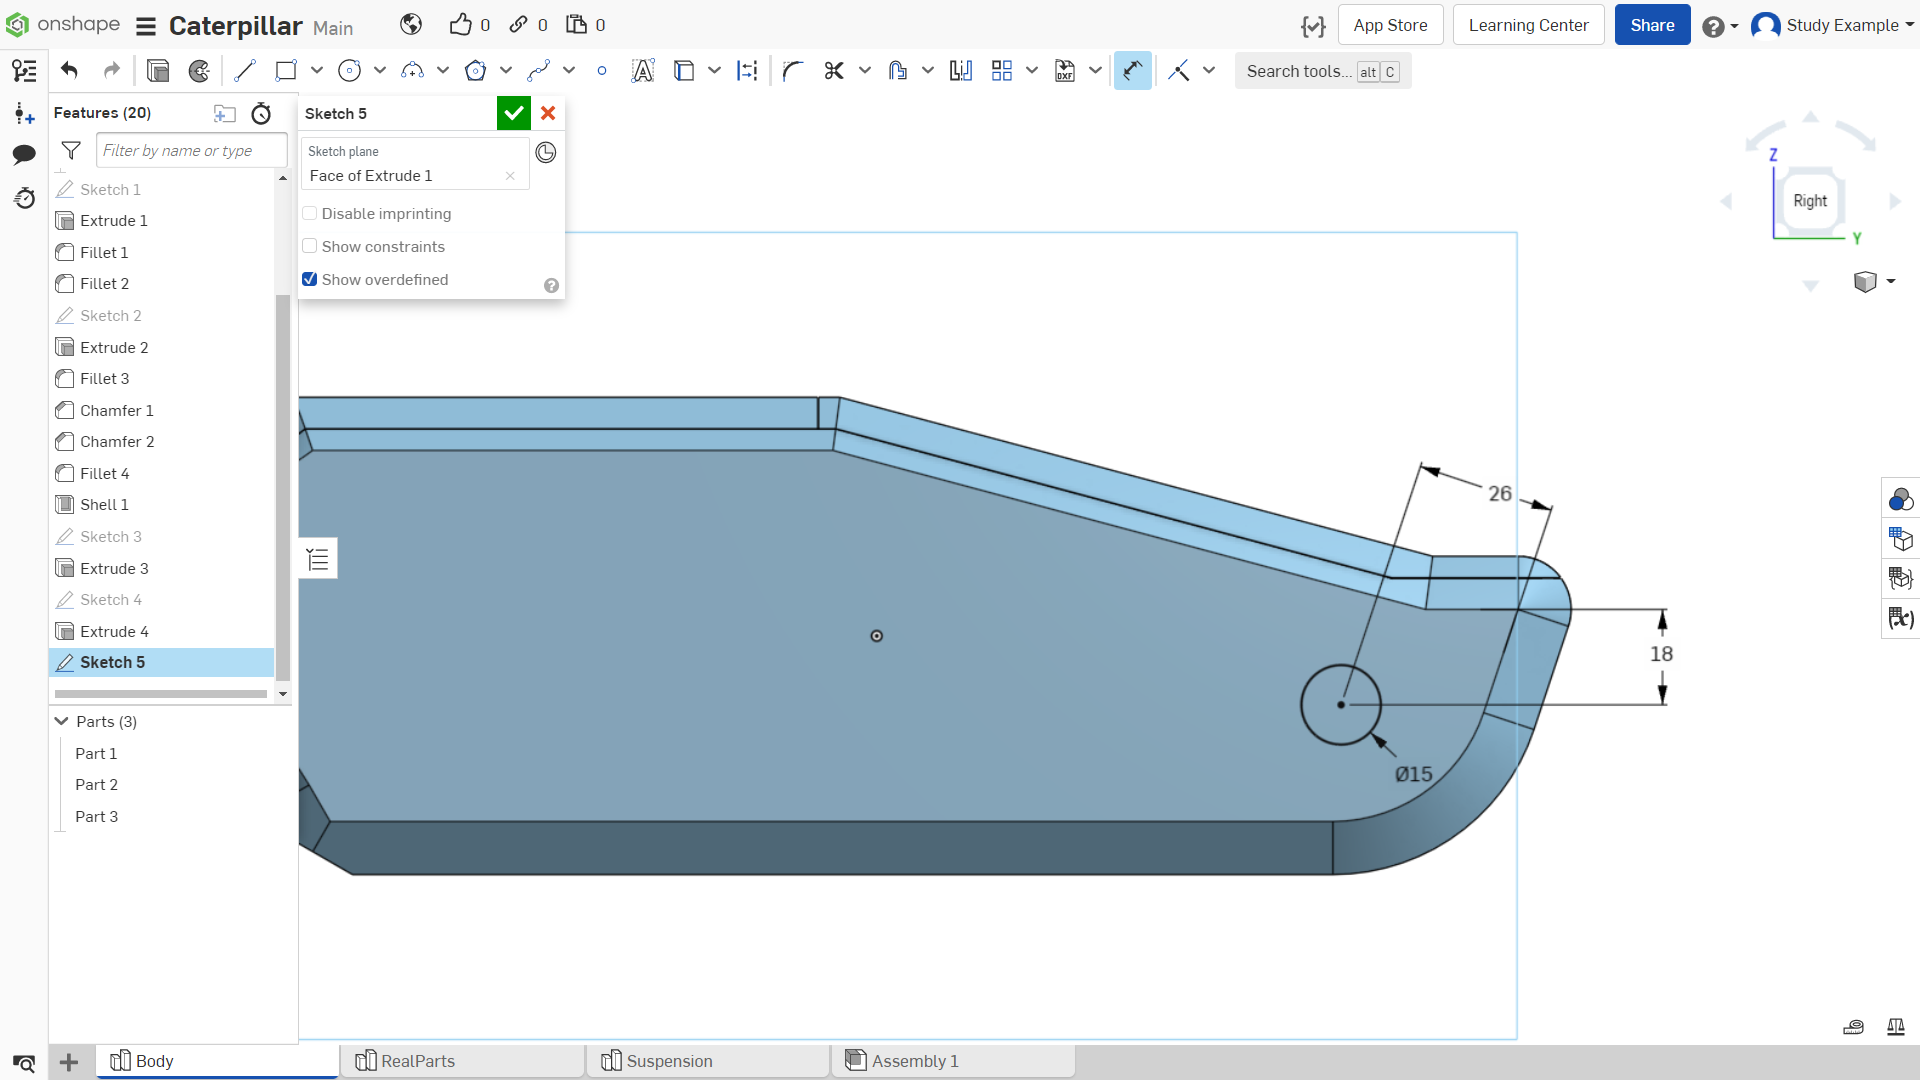 onshape Caterpillar Main 0 0 0 App Store Learning Center Share Study Example
DXF Search tools... alt C
Features (20)
Filter by name or type
Sketch 1
Extrude 1
Fillet 1
Fillet 2
Sketch 2
Extrude 2
Fillet 3
Chamfer 1
Chamfer 2
Fillet 4
Shell 1
Sketch 3
Extrude 3
Sketch 4
Extrude 4
Sketch 5
Parts (3)
Part 1
Part 2
Part 3
Sketch 5
Sketch plane
Face of Extrude 1
Disable imprinting
Show constraints
Show overdefined
Z
Right
Y
26
18
Ø15
(x)
Body RealParts Suspension Assembly 1